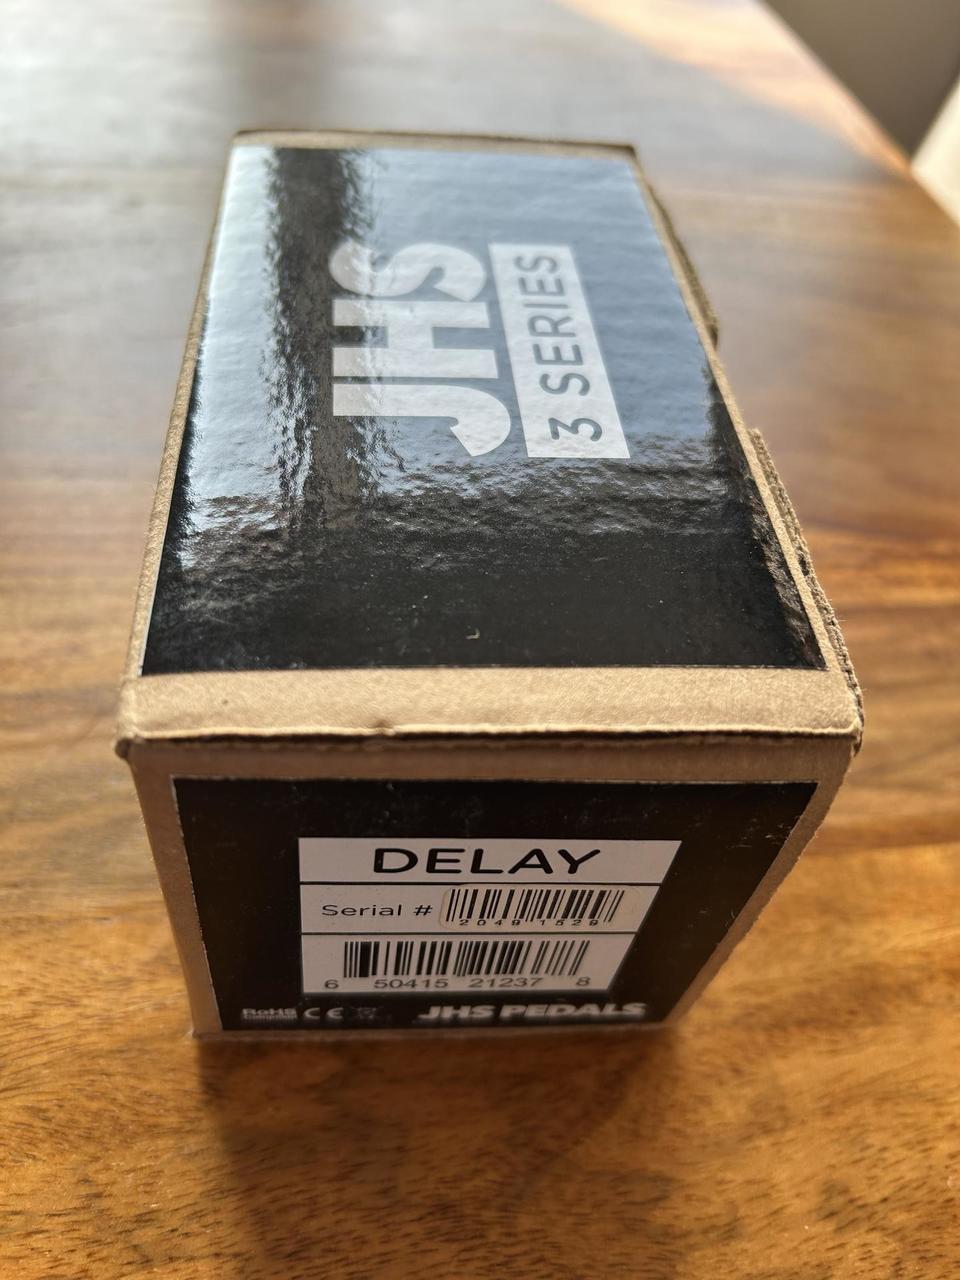 JHS
3 SERIES
DELAY
Serial #
2049 1529
6 50415 21237 8
RoHS
CE
JHS PEDALS